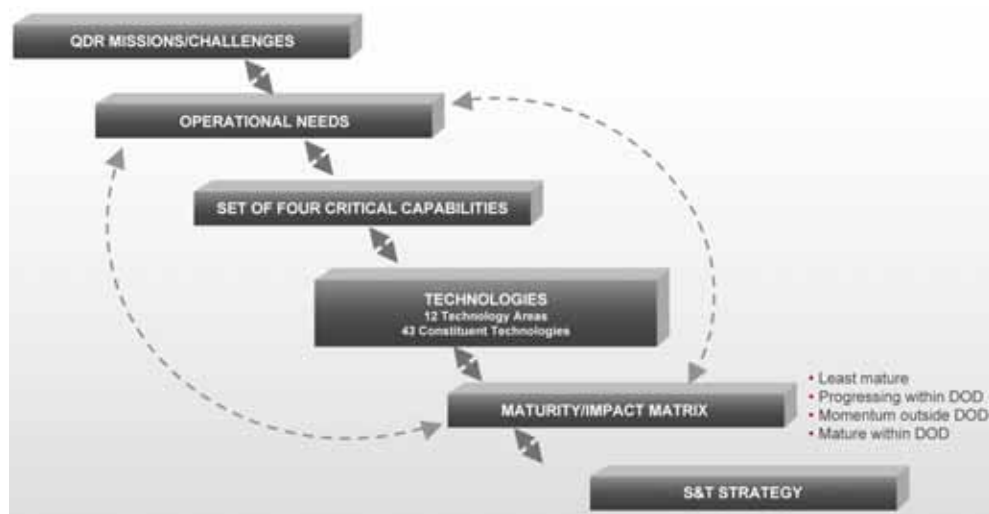 QDR MISSIONS/CHALLENGES
OPERATIONAL NEEDS
SET OF FOUR CRITICAL CAPABILITIES
TECHNOLOGIES
12 Technology Areas
43 Constituent Technologies
MATURITY/IMPACT MATRIX
• Least mature
• Progressing within DOD
• Momentum outside DOD
• Mature within DOD
S&T STRATEGY